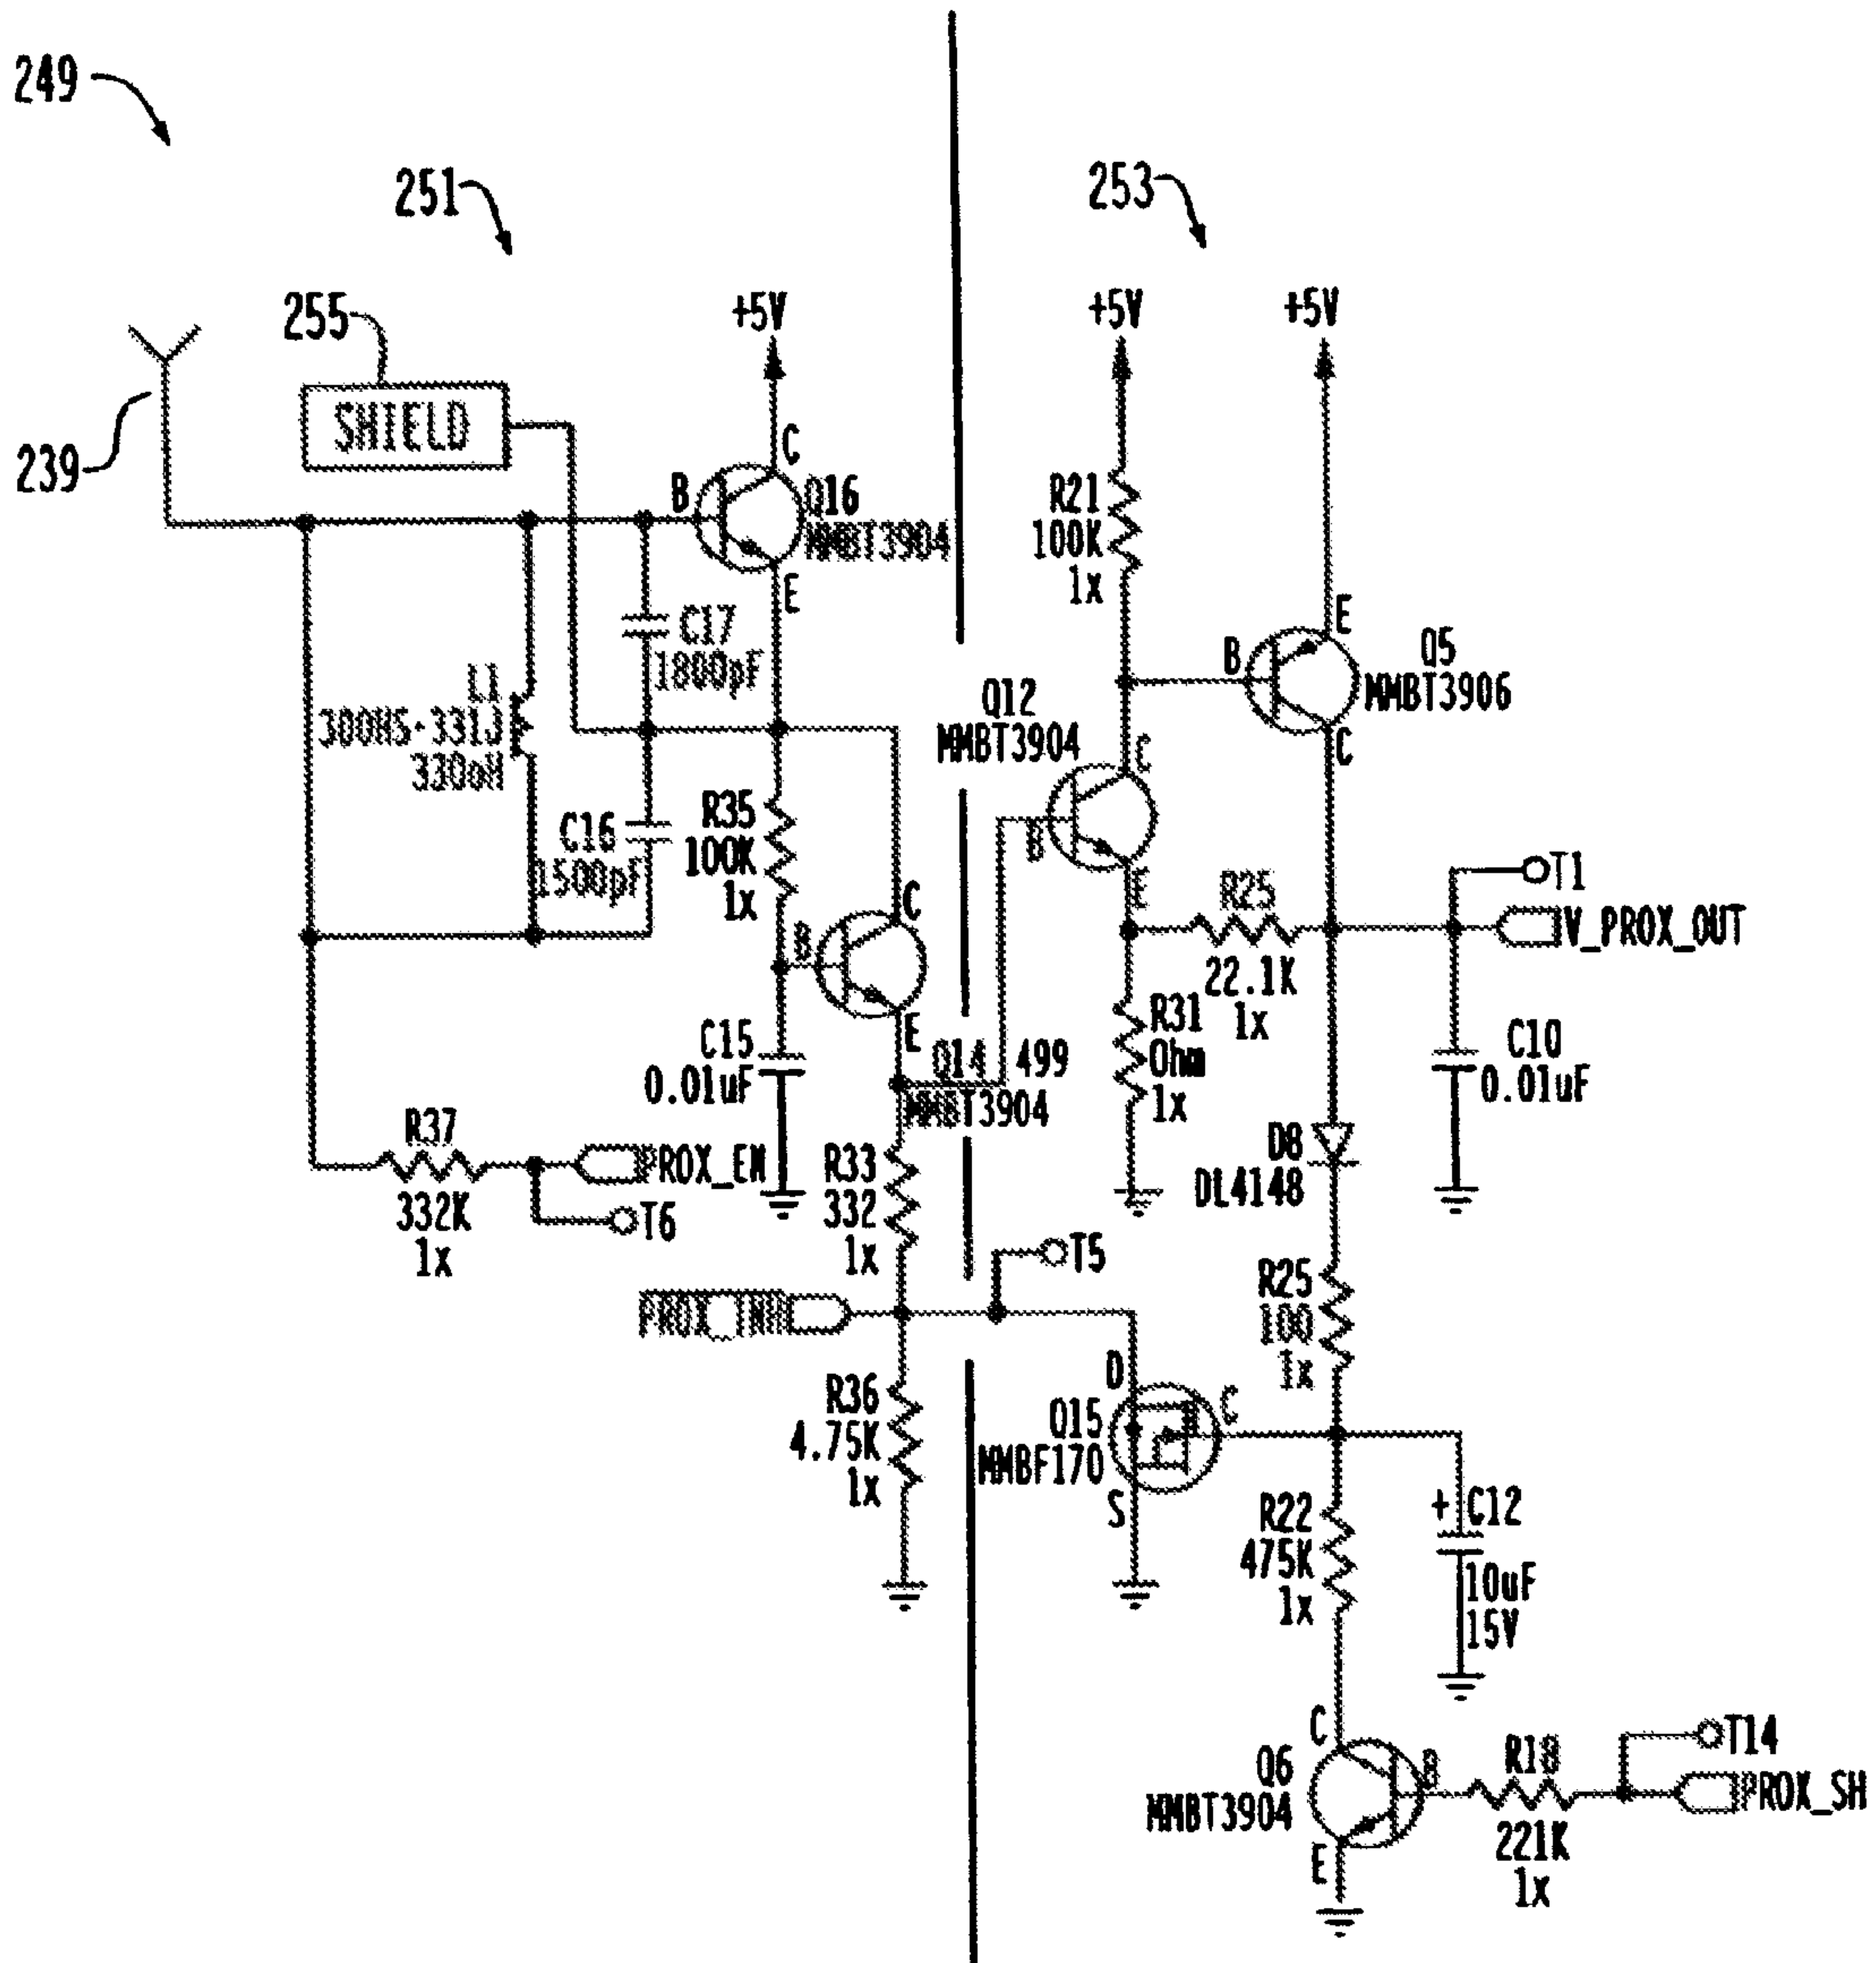 249
251
253
255
239
SHIELD
+5V
+5V
+5V
C
B
Q16
MMBT3904
E
C17
1800pF
L1
300HS-331J
330oH
C16
1500pF
R35
100K
1x
C
B
E
Q14
MMBT3904
C15
0.01uF
R37
332K
1x
PROX_EN
T6
R33
332
1x
R36
4.75K
1x
T5
R21
100K
1x
E
B
C
Q5
MMBT3906
Q12
MMBT3904
C
B
E
R25
22.1K
1x
499
R31
Ohm
1x
T1
V_PROX_OUT
C10
0.01uF
D8
DL4148
R25
100
1x
D
C
S
Q15
MMBF170
R22
475K
1x
+
C12
10uF
15V
C
B
E
Q6
MMBT3904
R18
221K
1x
T14
PROX_SH